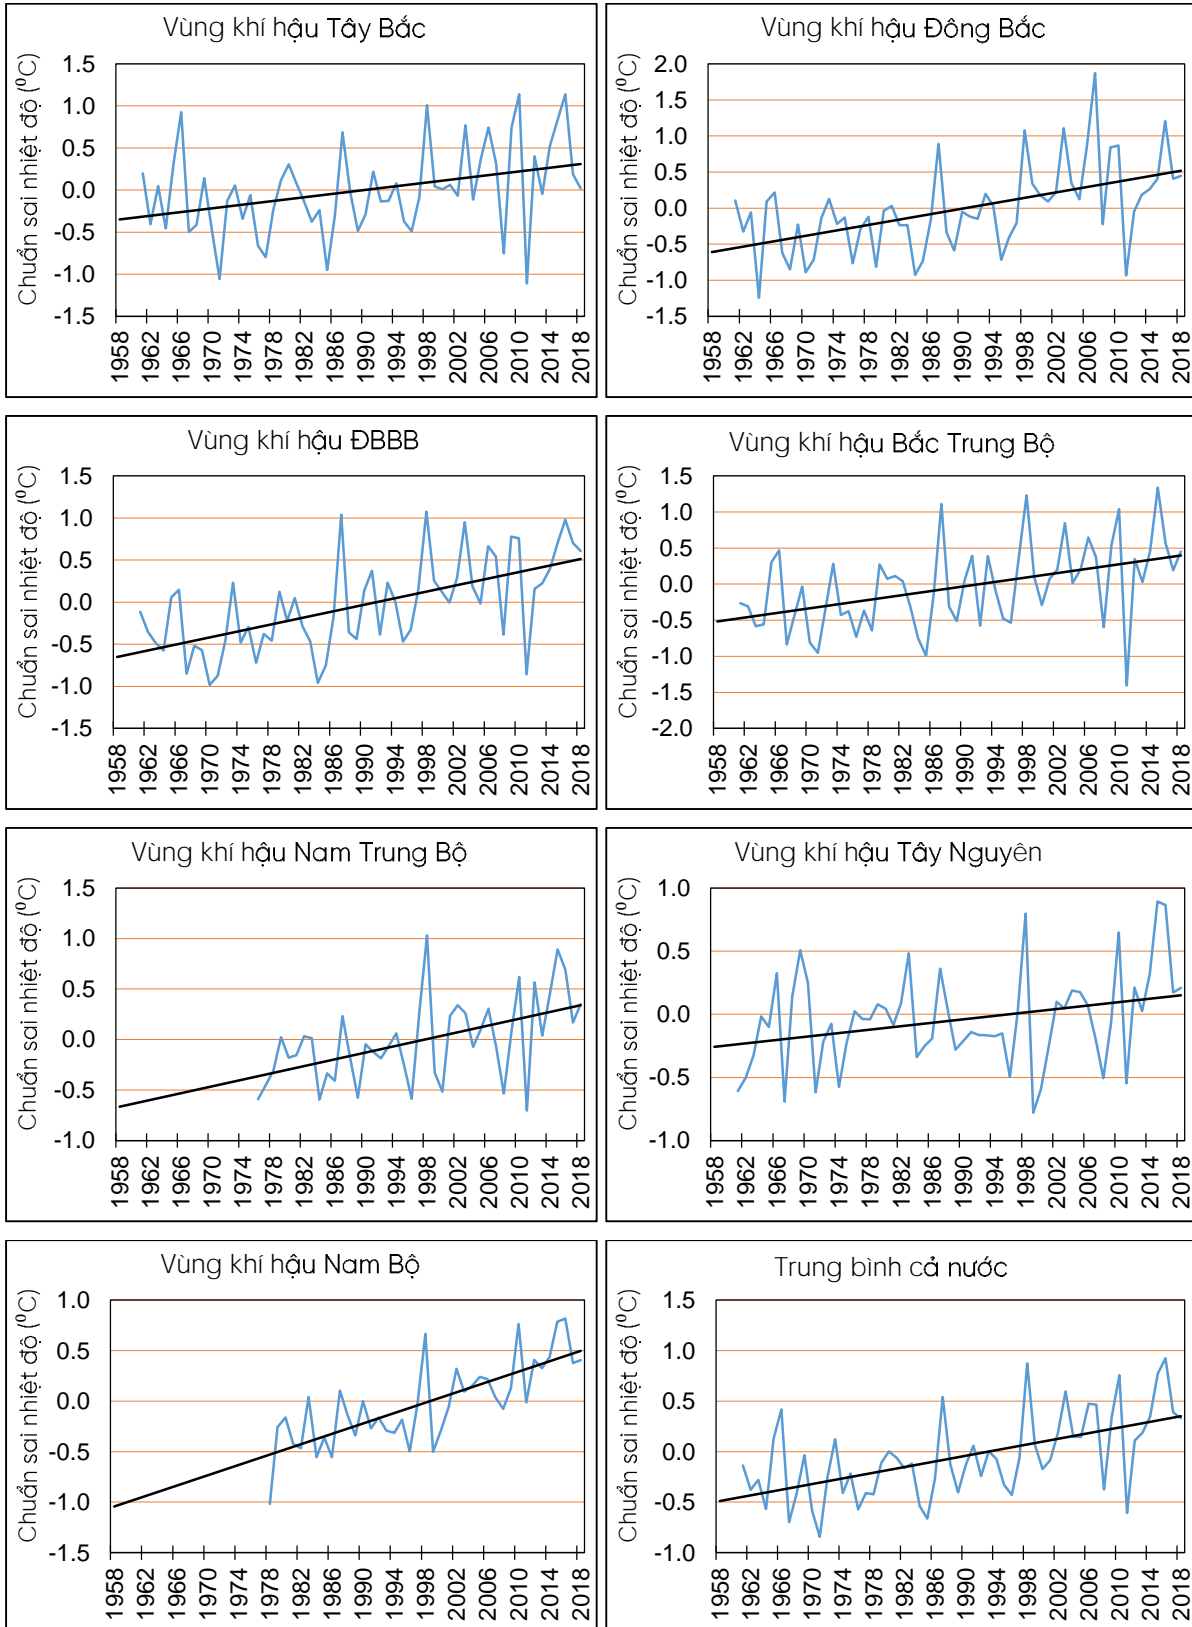 Vùng khí hậu Tây Bắc
Chuẩn sai nhiệt độ (⁰C)
1.5
1.0
0.5
0.0
-0.5
-1.0
-1.5
1958 1962 1966 1970 1974 1978 1982 1986 1990 1994 1998 2002 2006 2010 2014 2018
Vùng khí hậu Đông Bắc
Chuẩn sai nhiệt độ (⁰C)
2.0
1.5
1.0
0.5
0.0
-0.5
-1.0
-1.5
1958 1962 1966 1970 1974 1978 1982 1986 1990 1994 1998 2002 2006 2010 2014 2018
Vùng khí hậu ĐBBB
Chuẩn sai nhiệt độ (⁰C)
1.5
1.0
0.5
0.0
-0.5
-1.0
-1.5
1958 1962 1966 1970 1974 1978 1982 1986 1990 1994 1998 2002 2006 2010 2014 2018
Vùng khí hậu Bắc Trung Bộ
Chuẩn sai nhiệt độ (⁰C)
1.5
1.0
0.5
0.0
-0.5
-1.0
-1.5
-2.0
1958 1962 1966 1970 1974 1978 1982 1986 1990 1994 1998 2002 2006 2010 2014 2018
Vùng khí hậu Nam Trung Bộ
Chuẩn sai nhiệt độ (⁰C)
1.5
1.0
0.5
0.0
-0.5
-1.0
1958 1962 1966 1970 1974 1978 1982 1986 1990 1994 1998 2002 2006 2010 2014 2018
Vùng khí hậu Tây Nguyên
Chuẩn sai nhiệt độ (⁰C)
1.0
0.5
0.0
-0.5
-1.0
1958 1962 1966 1970 1974 1978 1982 1986 1990 1994 1998 2002 2006 2010 2014 2018
Vùng khí hậu Nam Bộ
Chuẩn sai nhiệt độ (⁰C)
1.0
0.5
0.0
-0.5
-1.0
-1.5
1958 1962 1966 1970 1974 1978 1982 1986 1990 1994 1998 2002 2006 2010 2014 2018
Trung bình cả nước
Chuẩn sai nhiệt độ (⁰C)
1.5
1.0
0.5
0.0
-0.5
-1.0
1958 1962 1966 1970 1974 1978 1982 1986 1990 1994 1998 2002 2006 2010 2014 2018